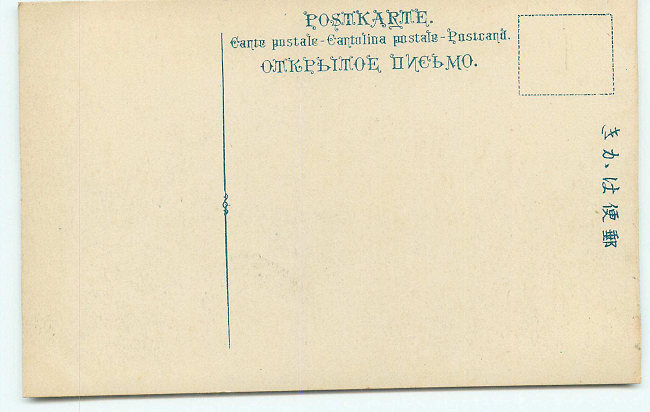 POSTKARTE.
Carte postale-Cartolina postale-Postcard.
ОТКРЫТОЕ ПИСЬМО.
郵便はかき